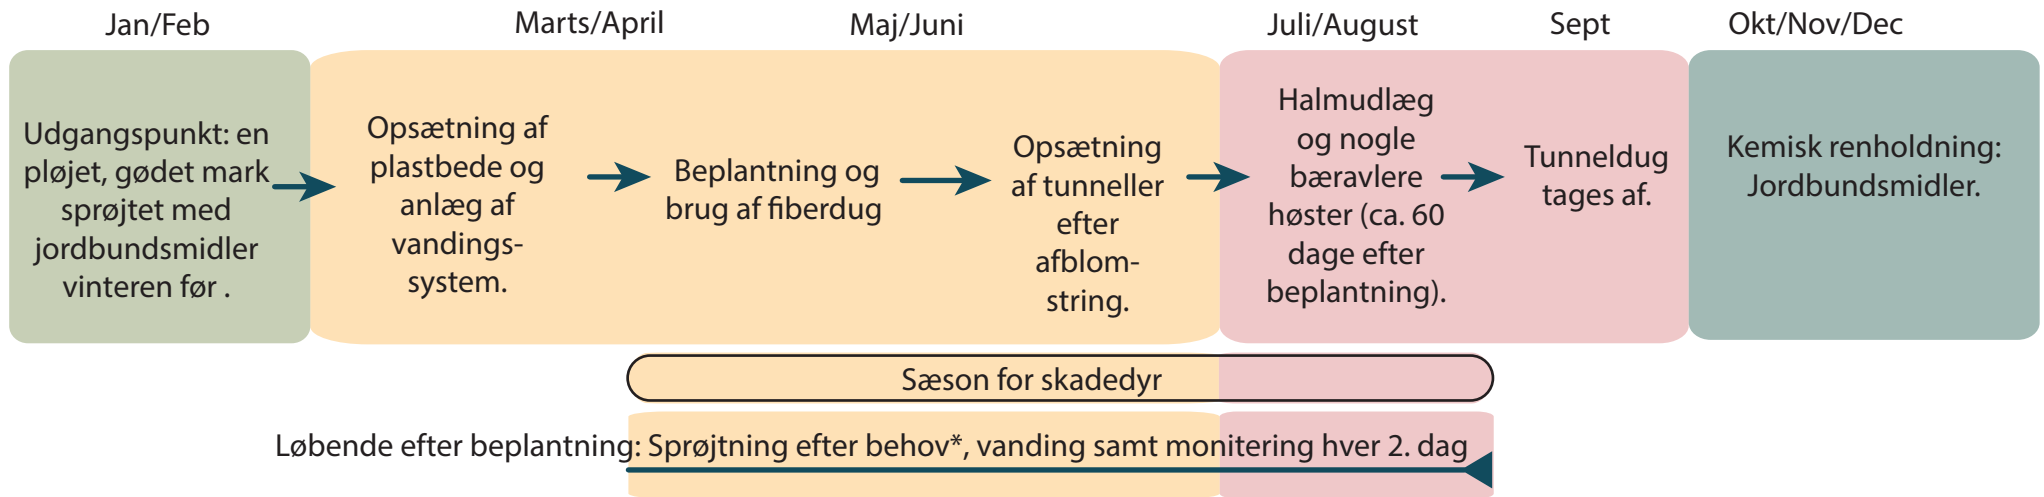 Jan/Feb
Marts/April
Maj/Juni
Juli/August
Sept
Okt/Nov/Dec
Udgangspunkt: en
pløjet, gødet mark
sprøjtet med
jordbundsmidler
vinteren før .
Opsætning af
plastbede og
anlæg af
vandings-
system.
Beplantning og
brug af fiberdug
Opsætning
af tunneller
efter
afblom-
string.
Halmudlæg
og nogle
bæravlere
høster (ca. 60
dage efter
beplantning).
Tunneldug
tages af.
Kemisk renholdning:
Jordbundsmidler.
Sæson for skadedyr
Løbende efter beplantning: Sprøjtning efter behov*, vanding samt monitering hver 2. dag